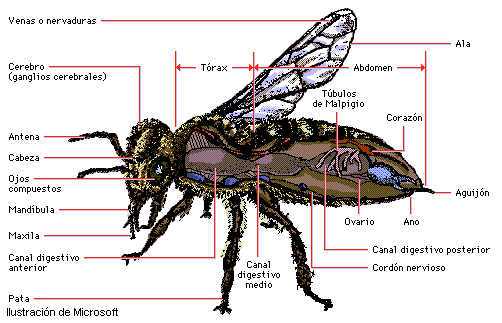 Venas o nervaduras
Ala
Cerebro
(ganglios cerebrales)
Tórax
Abdomen
Túbulos
de Malpigio
Corazón
Antena
Cabeza
Ojos
compuestos
Aguijón
Mandíbula
Ovario
Ano
Maxila
Canal digestivo posterior
Canal digestivo
anterior
Canal
digestivo
medio
Cordón nervioso
Pata
Ilustración de Microsoft